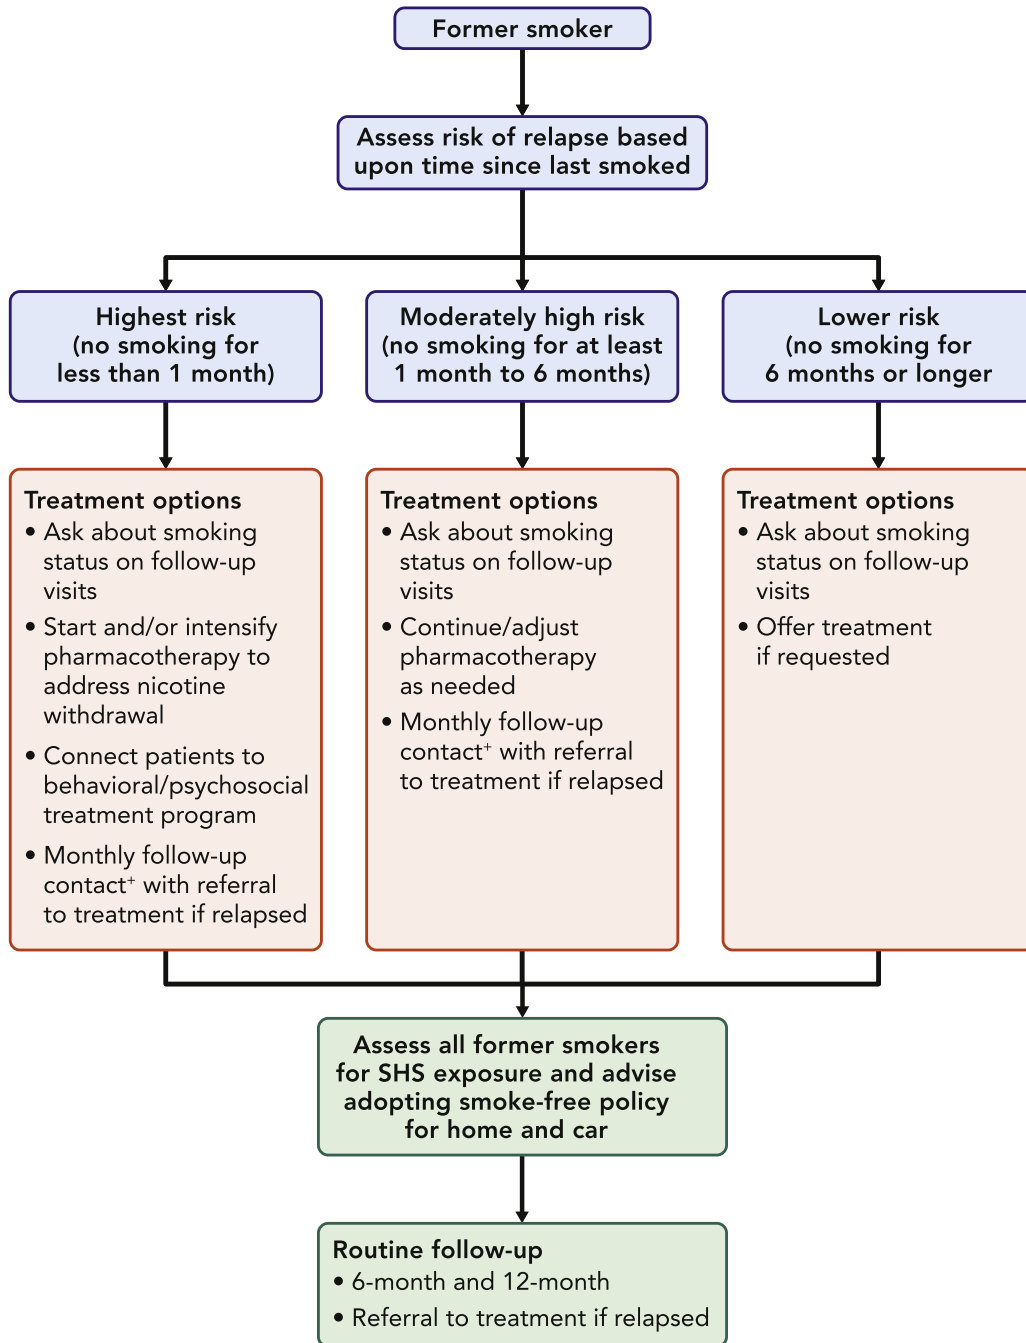 Former smoker
Assess risk of relapse based
upon time since last smoked
Highest risk
(no smoking for
less than 1 month)
Moderately high risk
(no smoking for at least
1 month to 6 months)
Lower risk
(no smoking for
6 months or longer
Treatment options
• Ask about smoking
status on follow-up
visits
• Start and/or intensify
pharmacotherapy to
address nicotine
withdrawal
• Connect patients to
behavioral/psychosocial
treatment program
• Monthly follow-up
contact⁺ with referral
to treatment if relapsed
Treatment options
• Ask about smoking
status on follow-up
visits
• Continue/adjust
pharmacotherapy
as needed
• Monthly follow-up
contact⁺ with referral
to treatment if relapsed
Treatment options
• Ask about smoking
status on follow-up
visits
• Offer treatment
if requested
Assess all former smokers
for SHS exposure and advise
adopting smoke-free policy
for home and car
Routine follow-up
• 6-month and 12-month
• Referral to treatment if relapsed